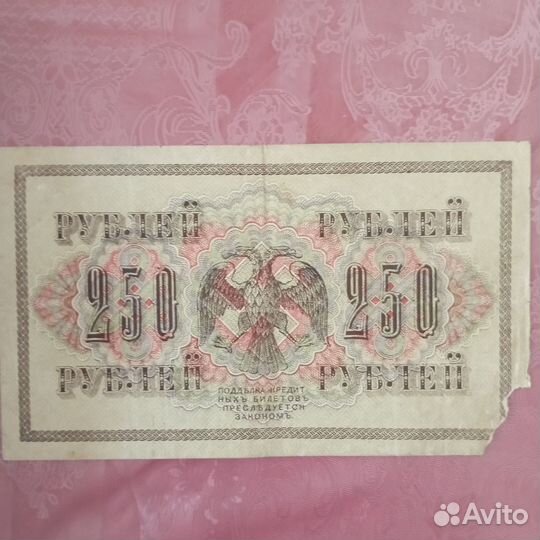 РУБЛЕЙ РУБЛЕЙ
250 250
РУБЛЕЙ РУБЛЕЙ
ПОДДѢЛКА КРЕДИТ
НЫХЪ БИЛЕТОВЪ
ПРЕСЛѢДУЕТСЯ
ЗАКОНОМЪ
Avito